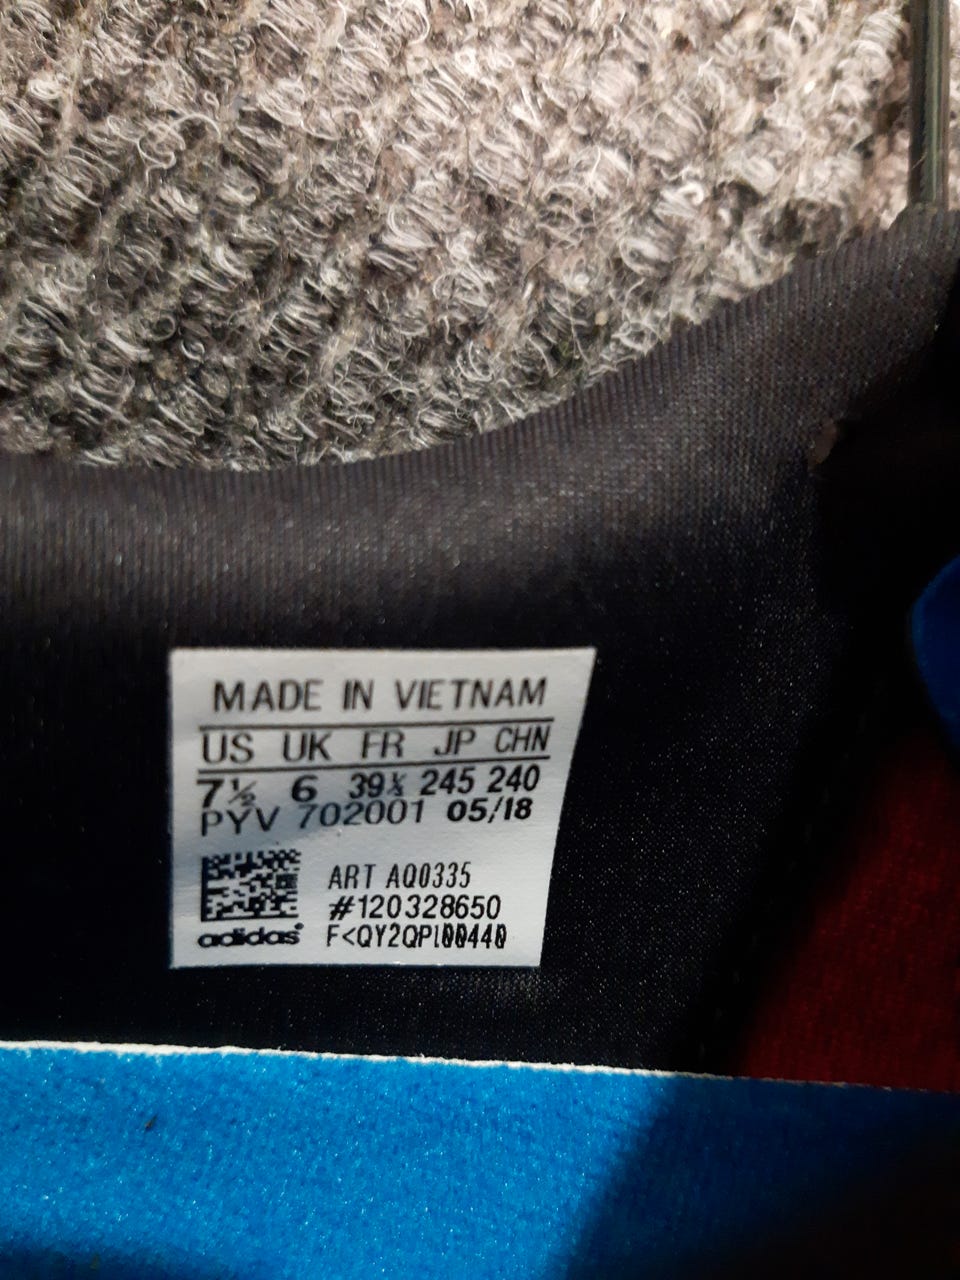 MADE IN VIETNAM
US UK FR JP CHN
7½ 6 39⅓ 245 240
PYV 702001 05/18
ART AQ0335
#120328650
adidas F<QY2QP100440